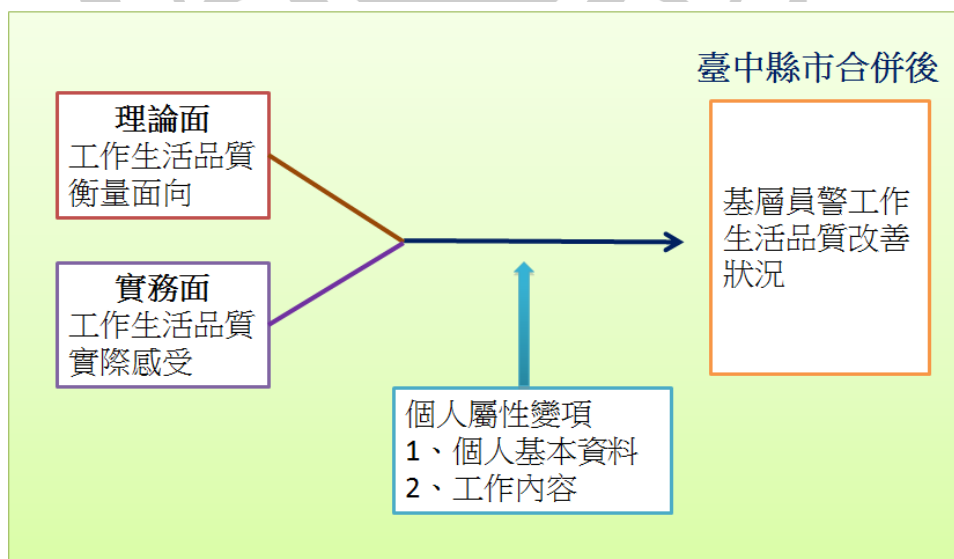 臺中縣市合併後
理論面
工作生活品質
衡量面向
實務面
工作生活品質
實際感受
基層員警工作
生活品質改善
狀況
個人屬性變項
1、個人基本資料
2、工作內容